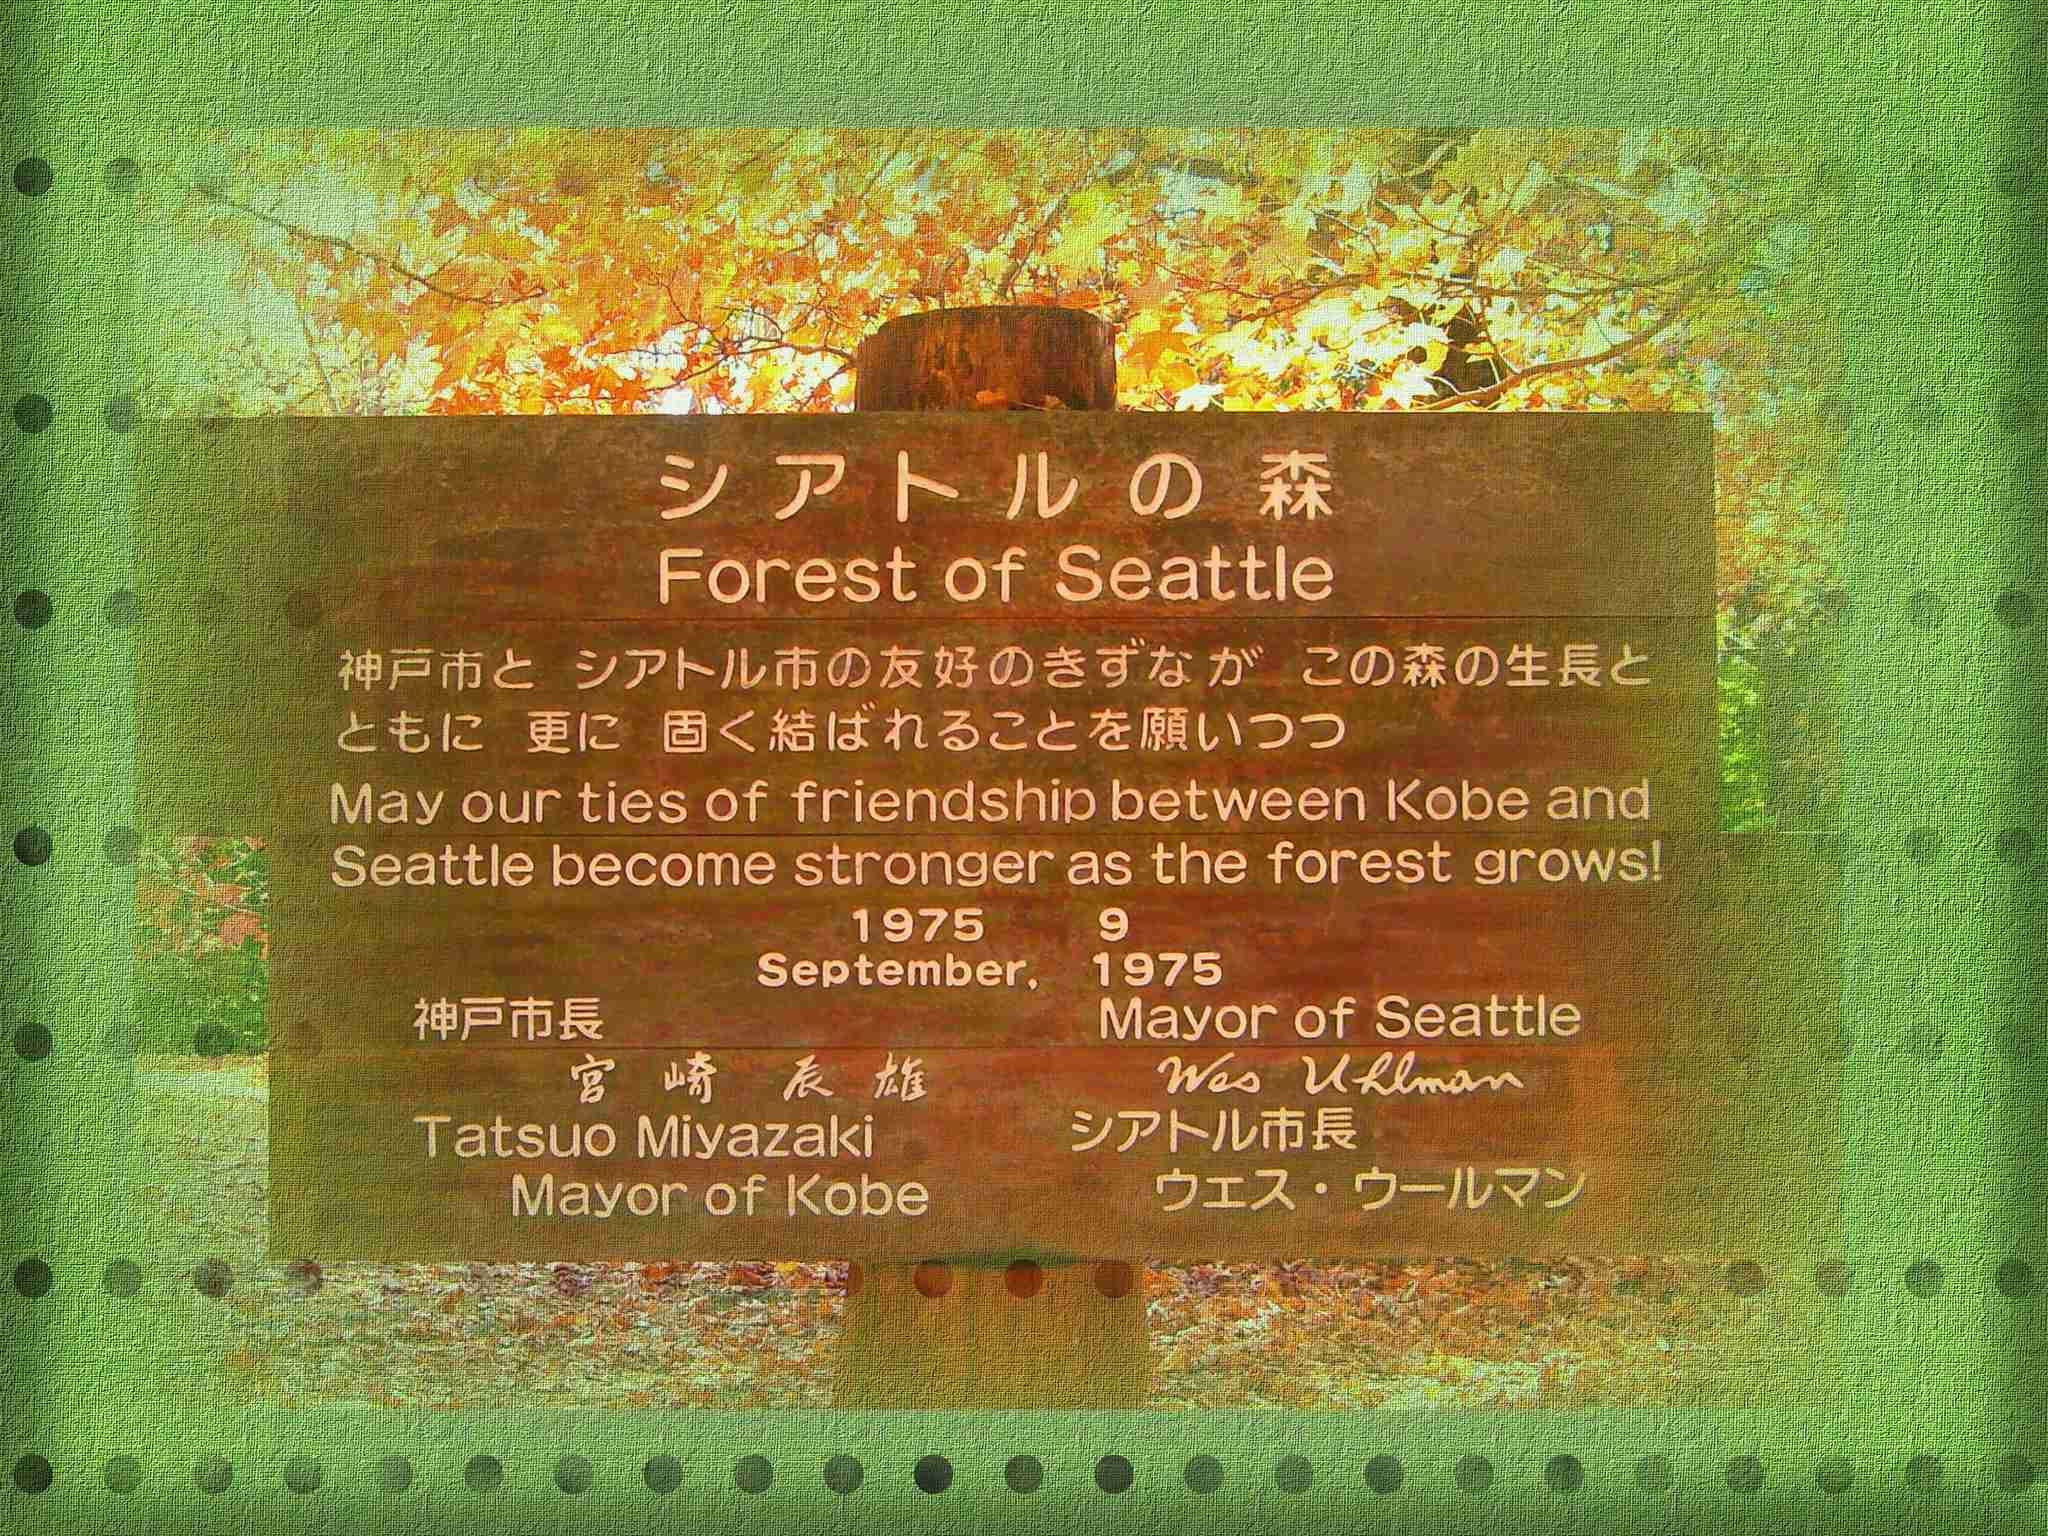 シアトルの森
Forest of Seattle
神戸市と シアトル市の友好のきずなが この森の生長と
ともに 更に 固く結ばれることを願いつつ
May our ties of friendship between Kobe and
Seattle become stronger as the forest grows!
1975 9
September, 1975
神戸市長 Mayor of Seattle
宮崎辰雄 Wes Uhlman
Tatsuo Miyazaki シアトル市長
Mayor of Kobe ウェス・ウールマン